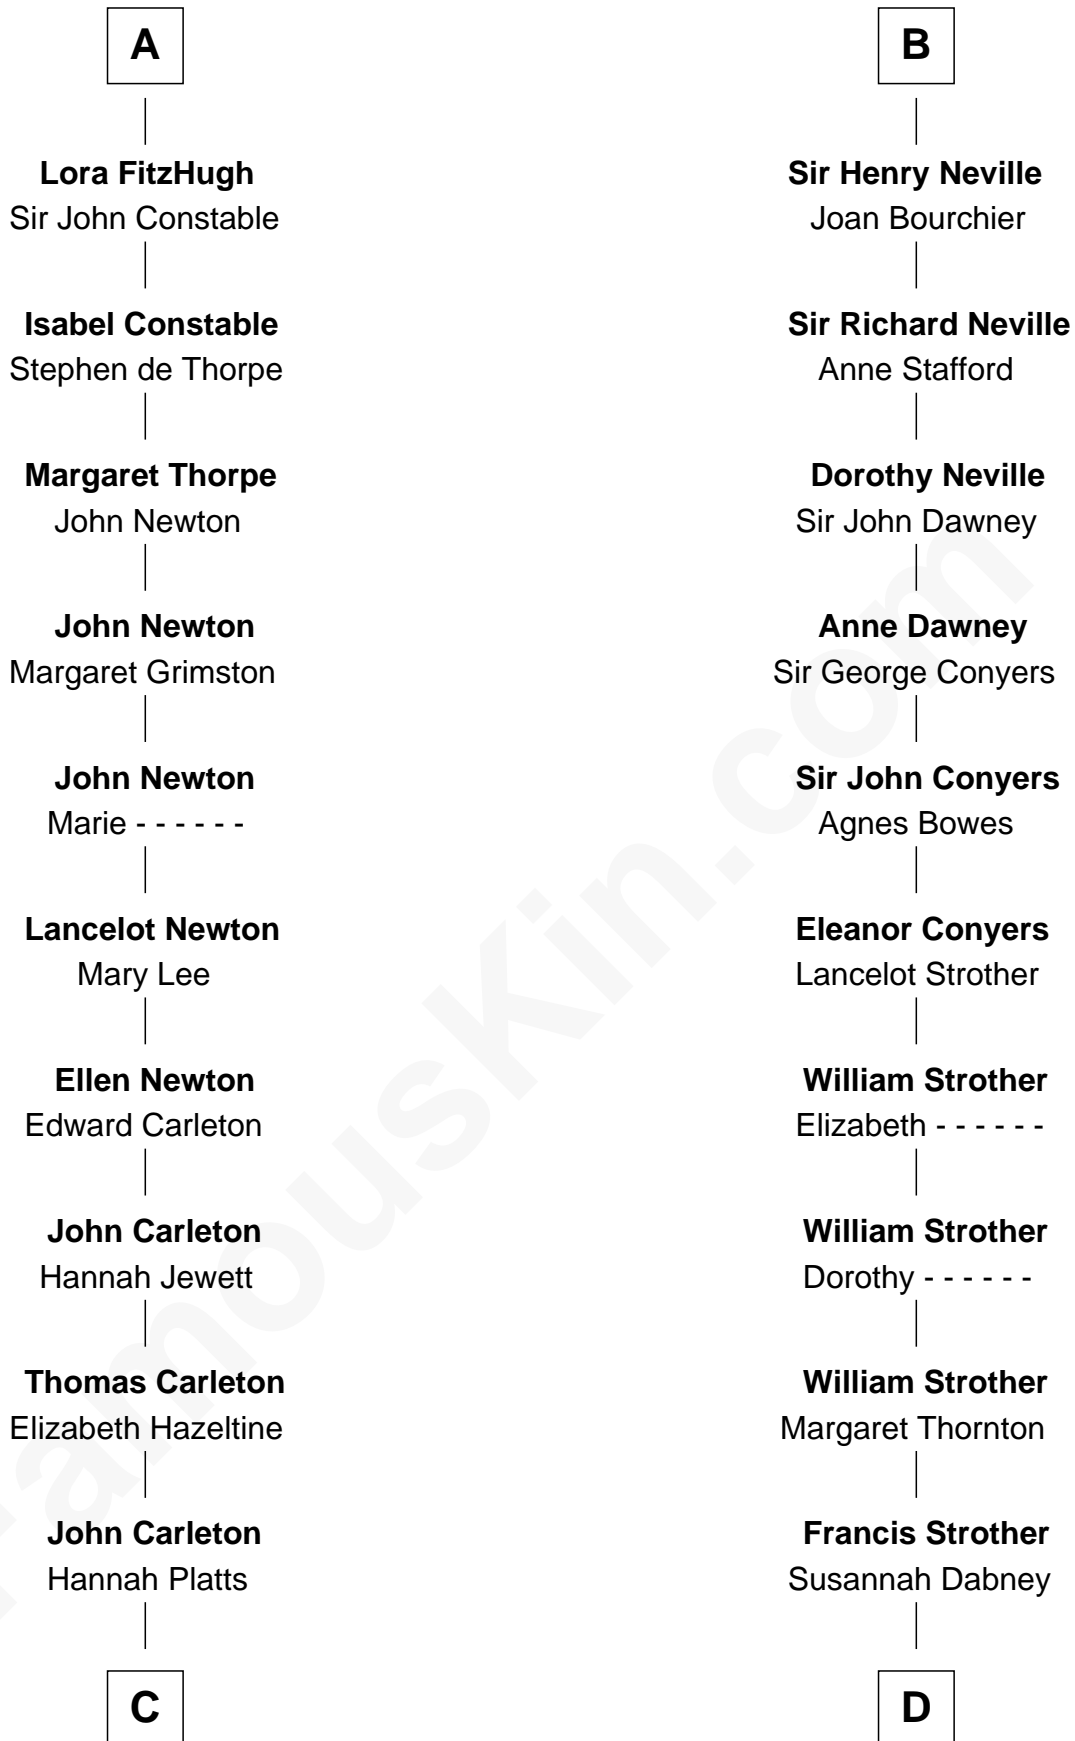 A
Lora FitzHugh
Sir John Constable
Isabel Constable
Stephen de Thorpe
Margaret Thorpe
John Newton
John Newton
Margaret Grimston
John Newton
Marie - - - - - -
Lancelot Newton
Mary Lee
Ellen Newton
Edward Carleton
John Carleton
Hannah Jewett
Thomas Carleton
Elizabeth Hazeltine
John Carleton
Hannah Platts
C
B
Sir Henry Neville
Joan Bourchier
Sir Richard Neville
Anne Stafford
Dorothy Neville
Sir John Dawney
Anne Dawney
Sir George Conyers
Sir John Conyers
Agnes Bowes
Eleanor Conyers
Lancelot Strother
William Strother
Elizabeth - - - - - -
William Strother
Dorothy - - - - - -
William Strother
Margaret Thornton
Francis Strother
Susannah Dabney
D
FamousKin.com